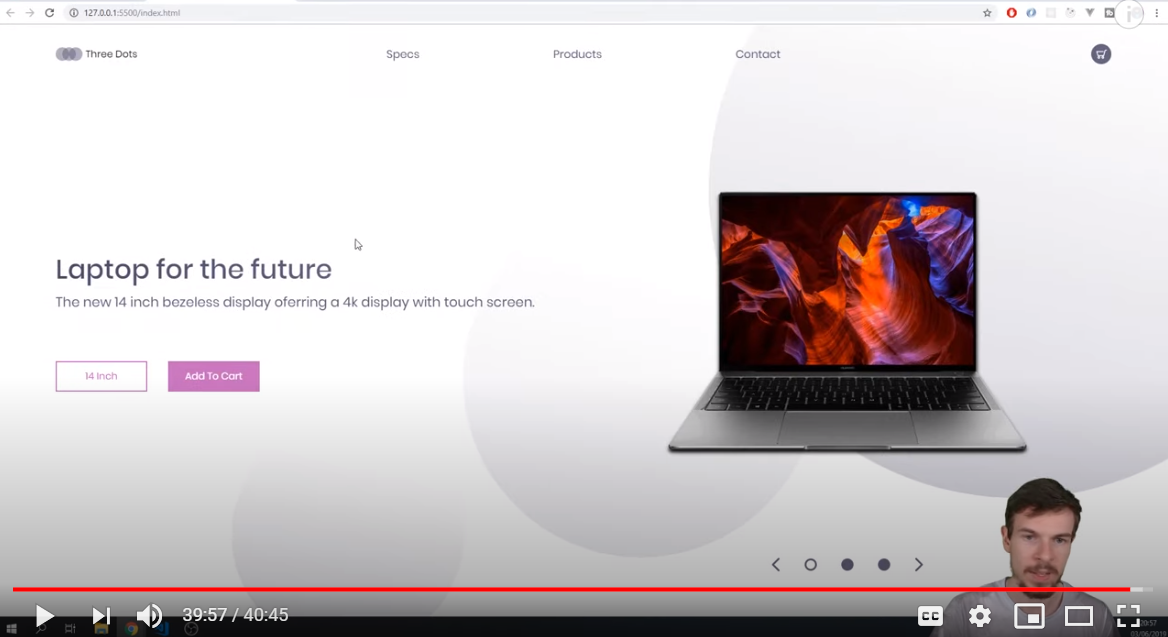 127.0.0.1:5500/index.html
Three Dots
Specs
Products
Contact
Laptop for the future
The new 14 inch bezeless display oferring a 4k display with touch screen.
14 Inch
Add To Cart
39:57 / 40:45
CC